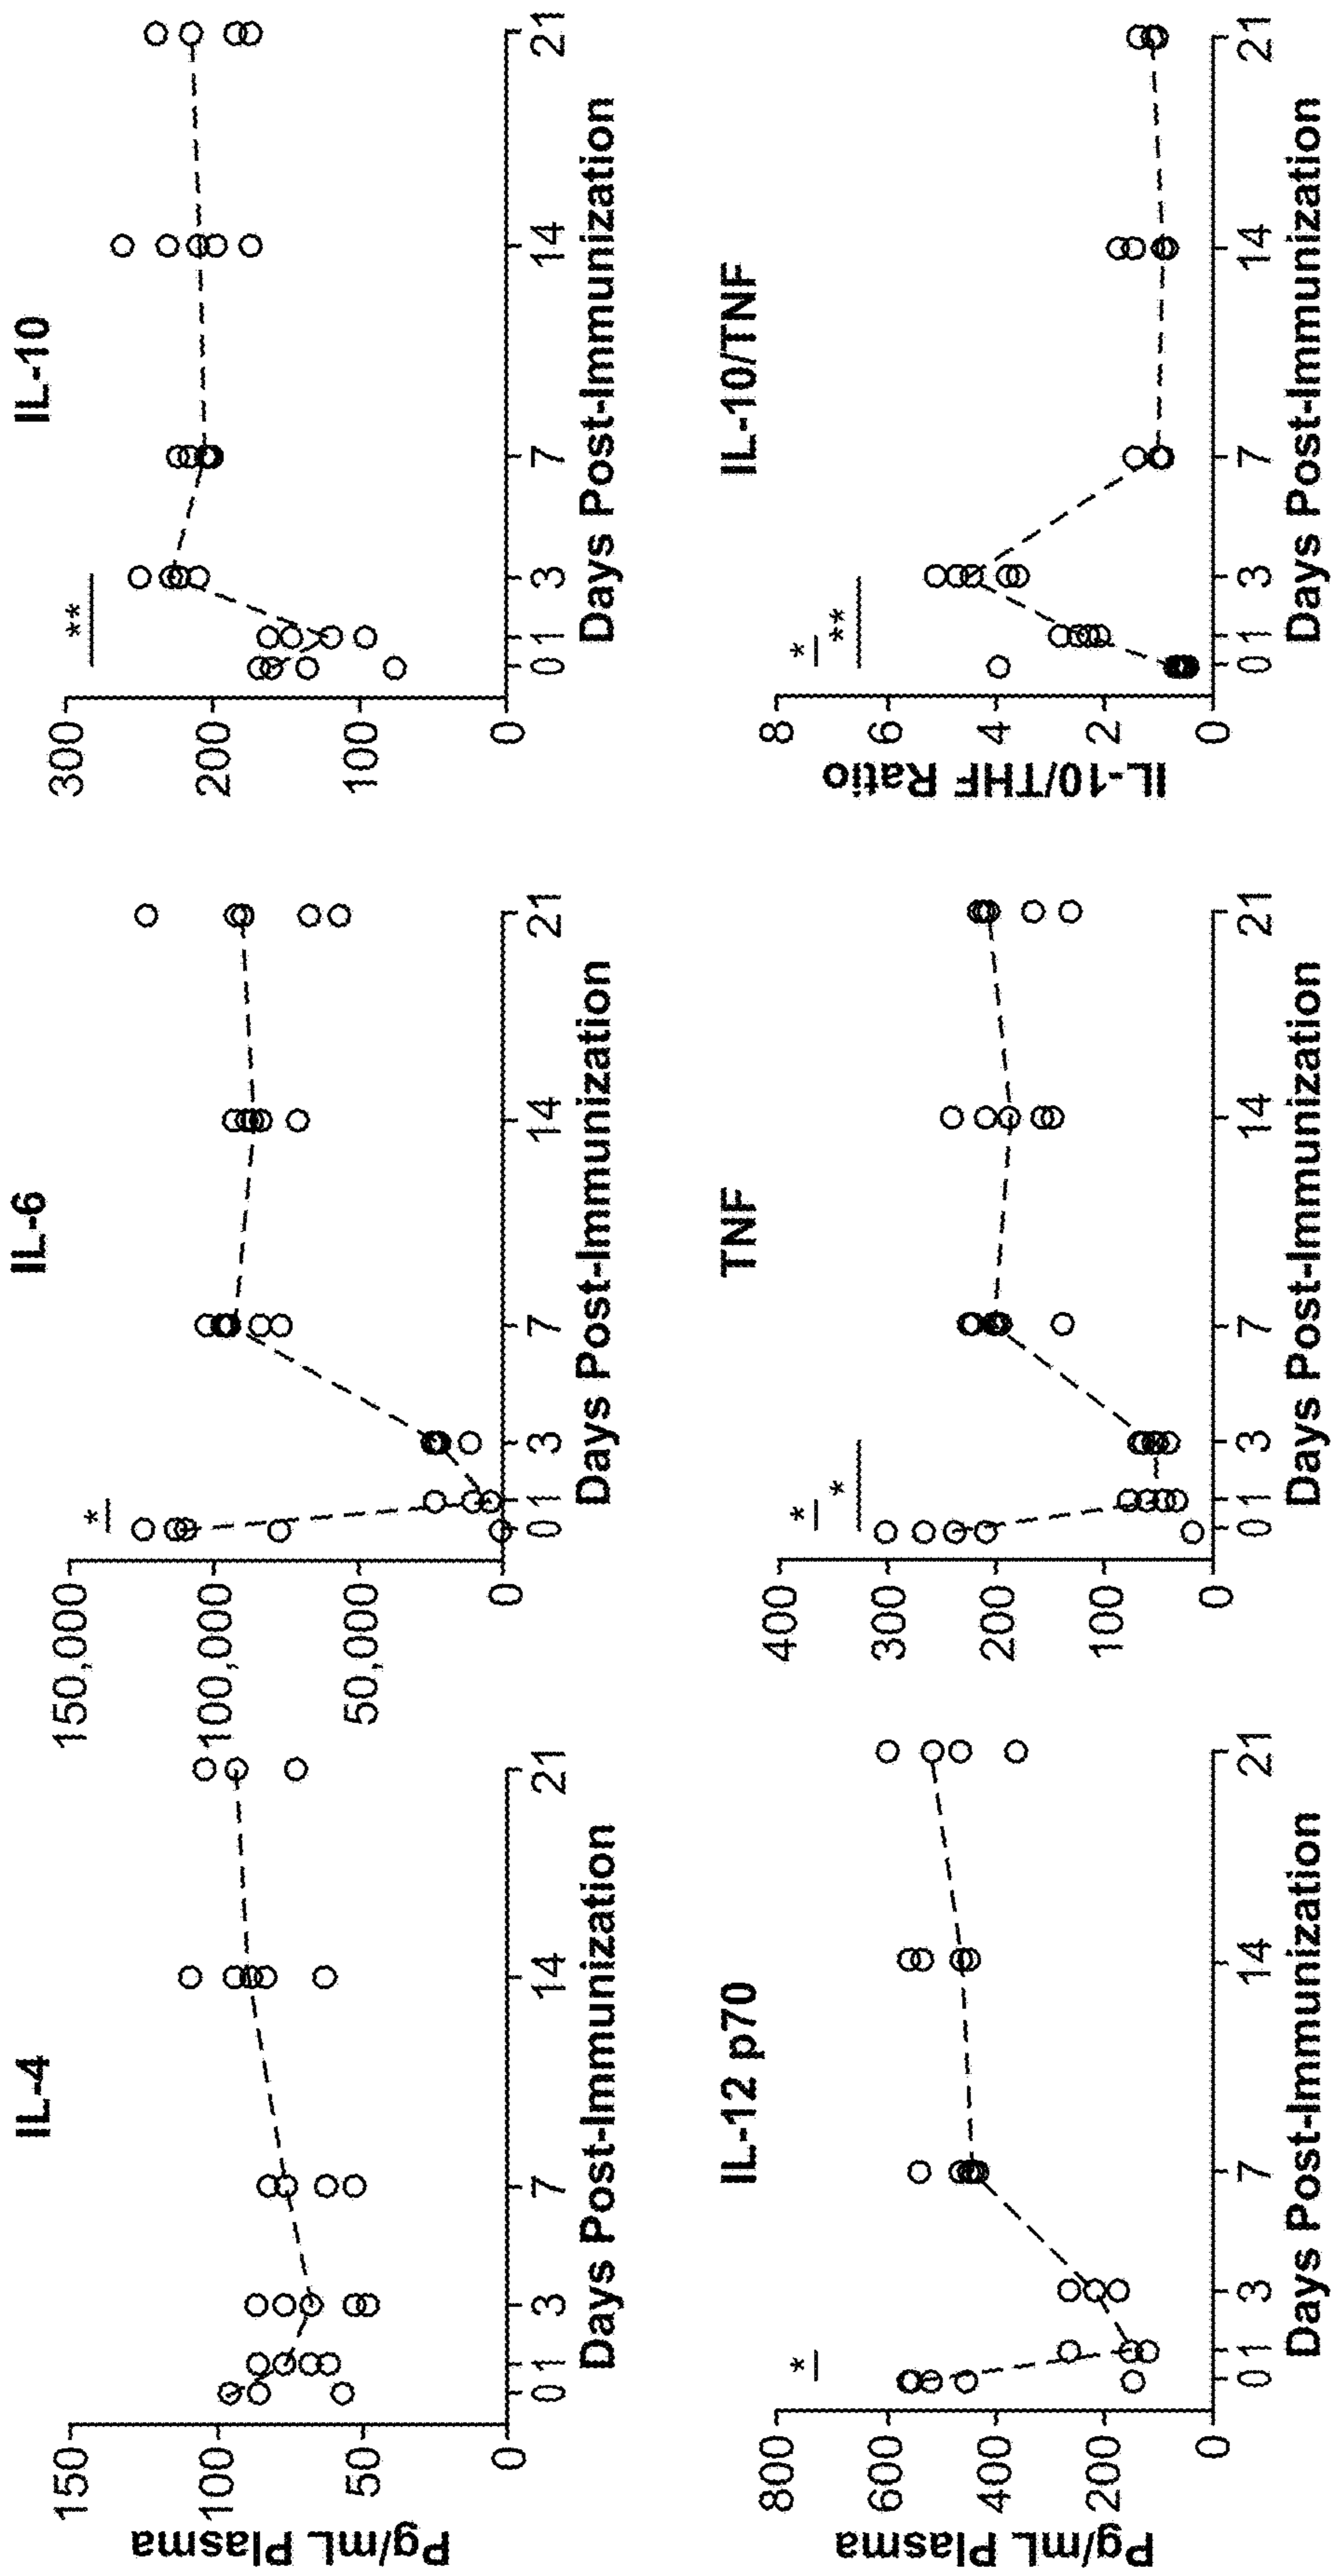 IL-4
Pg/mL Plasma
150
100
50
0
0 1 3 7 14 21
Days Post-Immunization
IL-6
150,000
100,000
50,000
0
*
0 1 3 7 14 21
Days Post-Immunization
IL-10
300
200
100
0
**
0 1 3 7 14 21
Days Post-Immunization
IL-12 p70
Pg/mL Plasma
800
600
400
200
0
*
0 1 3 7 14 21
Days Post-Immunization
TNF
400
300
200
100
0
*
*
0 1 3 7 14 21
Days Post-Immunization
IL-10/TNF
IL-10/THF Ratio
8
6
4
2
0
*
**
0 1 3 7 14 21
Days Post-Immunization